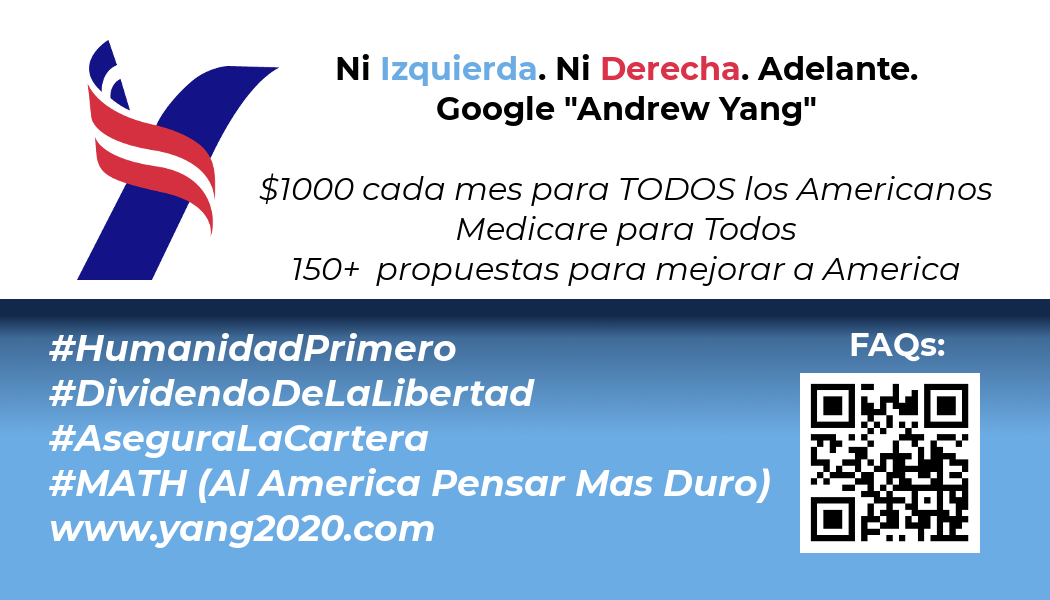 Ni Izquierda. Ni Derecha. Adelante.
Google "Andrew Yang"
$1000 cada mes para TODOS los Americanos
Medicare para Todos
150+  propuestas para mejorar a America
#HumanidadPrimero
#DividendoDeLaLibertad
#AseguraLaCartera
#MATH (Al America Pensar Mas Duro)
www.yang2020.com
FAQs: